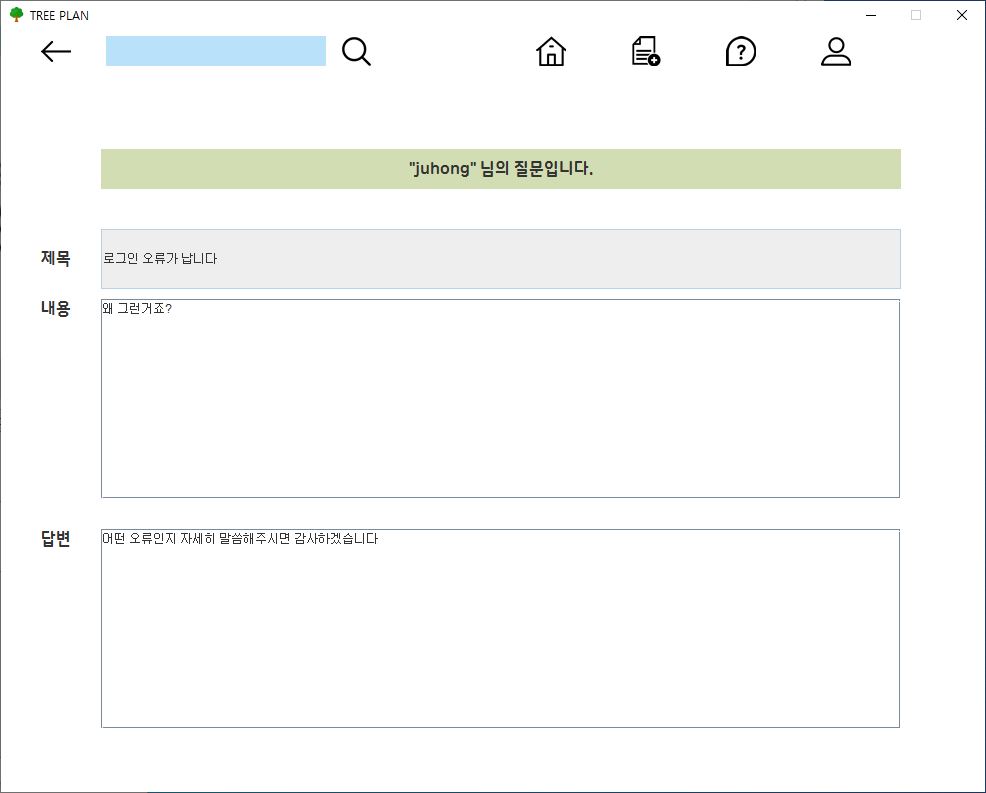 TREE PLAN
"juhong" 님의 질문입니다.
제목
로그인 오류가 납니다
내용
왜 그런거죠?
답변
어떤 오류인지 자세히 말씀해주시면 감사하겠습니다